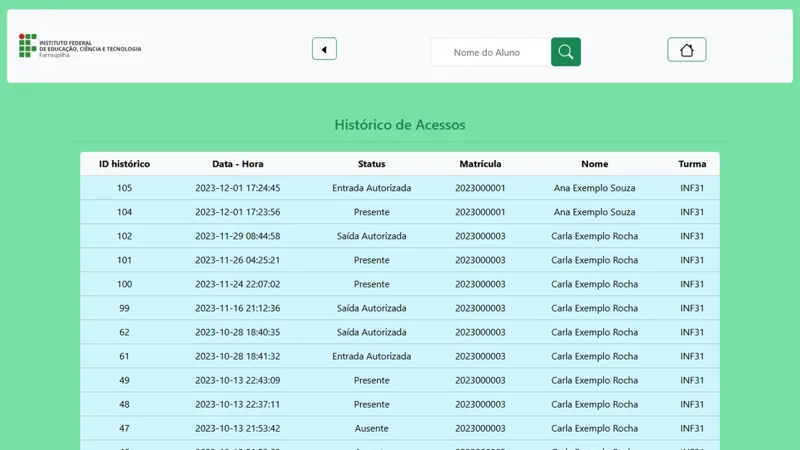 INSTITUTO FEDERAL
DE EDUCAÇÃO, CIÊNCIA E TECNOLOGIA
Farroupilha
Nome do Aluno
Histórico de Acessos
ID histórico Data - Hora Status Matrícula Nome Turma
105 2023-12-01 17:24:45 Entrada Autorizada 2023000001 Ana Exemplo Souza INF31
104 2023-12-01 17:23:56 Presente 2023000001 Ana Exemplo Souza INF31
102 2023-11-29 08:44:58 Saída Autorizada 2023000003 Carla Exemplo Rocha INF31
101 2023-11-26 04:25:21 Presente 2023000003 Carla Exemplo Rocha INF31
100 2023-11-24 22:07:02 Presente 2023000003 Carla Exemplo Rocha INF31
99 2023-11-16 21:12:36 Saída Autorizada 2023000003 Carla Exemplo Rocha INF31
62 2023-10-28 18:40:35 Saída Autorizada 2023000003 Carla Exemplo Rocha INF31
61 2023-10-28 18:41:32 Entrada Autorizada 2023000003 Carla Exemplo Rocha INF31
49 2023-10-13 22:43:09 Presente 2023000003 Carla Exemplo Rocha INF31
48 2023-10-13 22:37:11 Presente 2023000003 Carla Exemplo Rocha INF31
47 2023-10-13 21:53:42 Ausente 2023000003 Carla Exemplo Rocha INF31